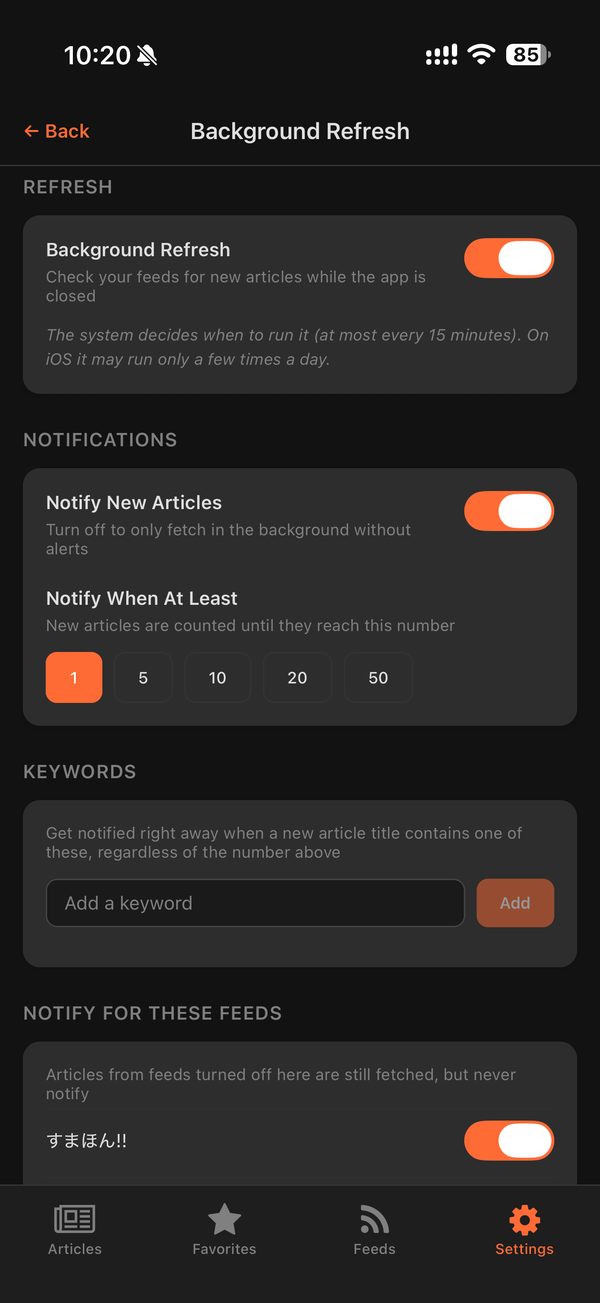 10:20
85
← Back
Background Refresh
REFRESH
Background Refresh
Check your feeds for new articles while the app is
closed
The system decides when to run it (at most every 15 minutes). On
iOS it may run only a few times a day.
NOTIFICATIONS
Notify New Articles
Turn off to only fetch in the background without
alerts
Notify When At Least
New articles are counted until they reach this number
1 5 10 20 50
KEYWORDS
Get notified right away when a new article title contains one of
these, regardless of the number above
Add a keyword
Add
NOTIFY FOR THESE FEEDS
Articles from feeds turned off here are still fetched, but never
notify
すまほん!!
Articles Favorites Feeds Settings